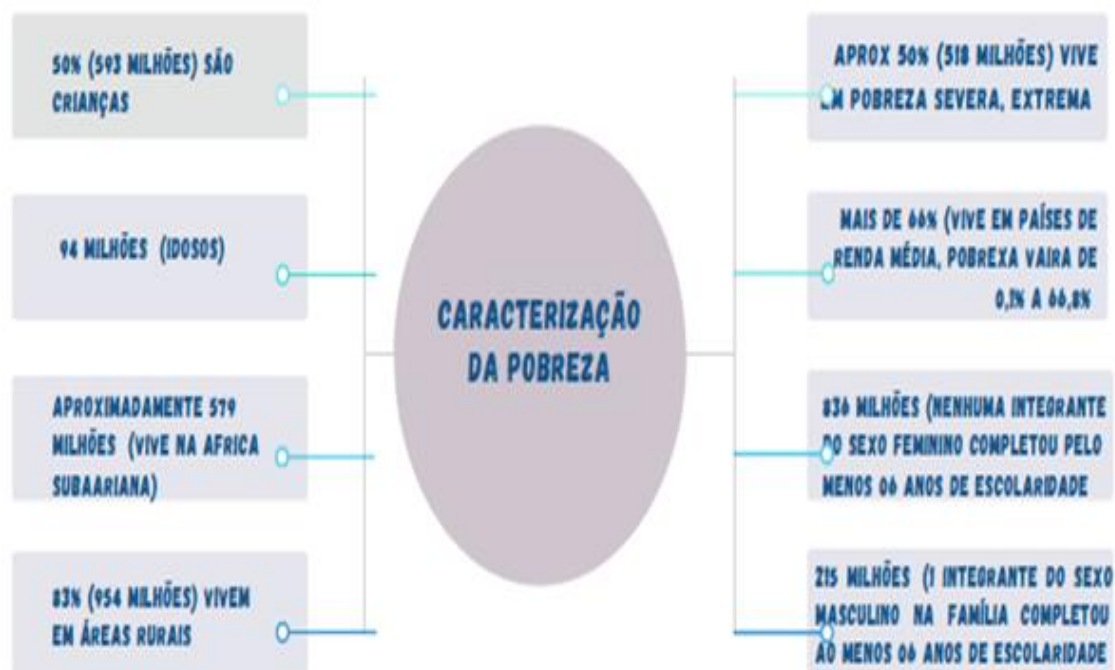 50% (593 MILHÕES) SÃO
CRIANÇAS
94 MILHÕES (IDOSOS)
APROXIMADAMENTE 579
MILHÕES (VIVE NA AFRICA
SUBAARIANA)
83% (954 MILHÕES) VIVEM
EM ÁREAS RURAIS
CARACTERIZAÇÃO
DA POBREZA
APROX 50% (518 MILHÕES) VIVE
EM POBREZA SEVERA, EXTREMA
MAIS DE 66% (VIVE EM PAÍSES DE
RENDA MÉDIA, POBREXA VAIRA DE
0,1% A 66,8%
836 MILHÕES (NENHUMA INTEGRANTE
DO SEXO FEMININO COMPLETOU PELO
MENOS 06 ANOS DE ESCOLARIDADE
215 MILHÕES (1 INTEGRANTE DO SEXO
MASCULINO NA FAMÍLIA COMPLETOU
AO MENOS 06 ANOS DE ESCOLARIDADE